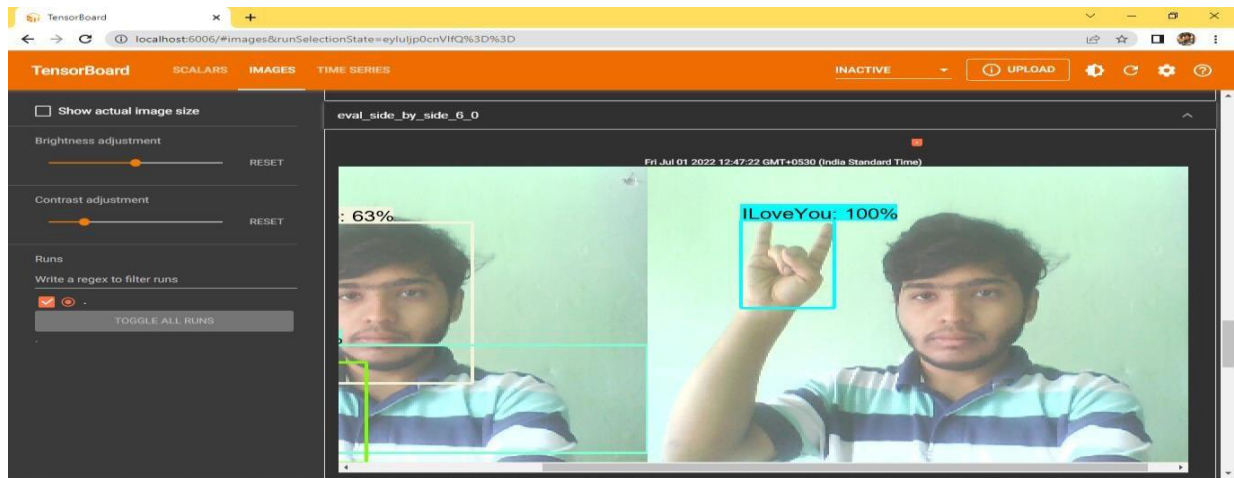 TensorBoard
localhost:6006/#images&runSelectionState=eyIuIjp0cnVlfQ%3D%3D
TensorBoard SCALARS IMAGES TIME SERIES INACTIVE UPLOAD
Show actual image size
eval_side_by_side_6_0
Brightness adjustment
RESET
Fri Jul 01 2022 12:47:22 GMT+0530 (India Standard Time)
Contrast adjustment
RESET
: 63%
ILoveYou: 100%
Runs
Write a regex to filter runs
.
TOGGLE ALL RUNS
.